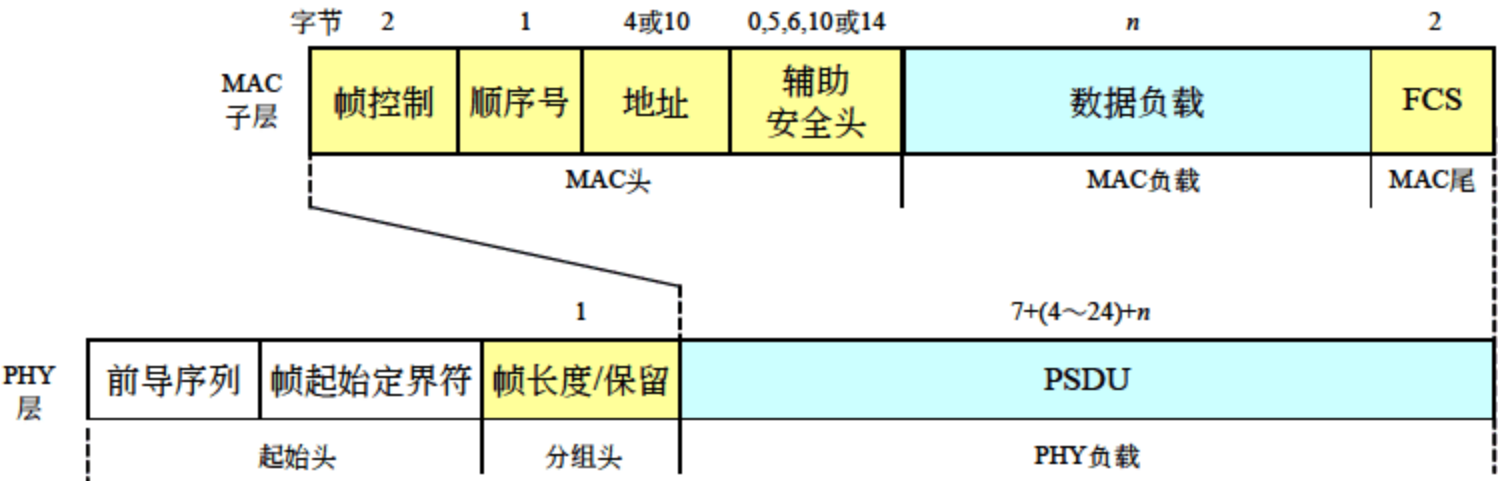 字节 2 1 4或10 0,5,6,10或14 n 2
MAC
子层
帧控制
顺序号
地址
辅助
安全头
数据负载
FCS
MAC头
MAC负载
MAC尾
1 7+(4~24)+n
PHY
层
前导序列
帧起始定界符
帧长度/保留
PSDU
起始头
分组头
PHY负载